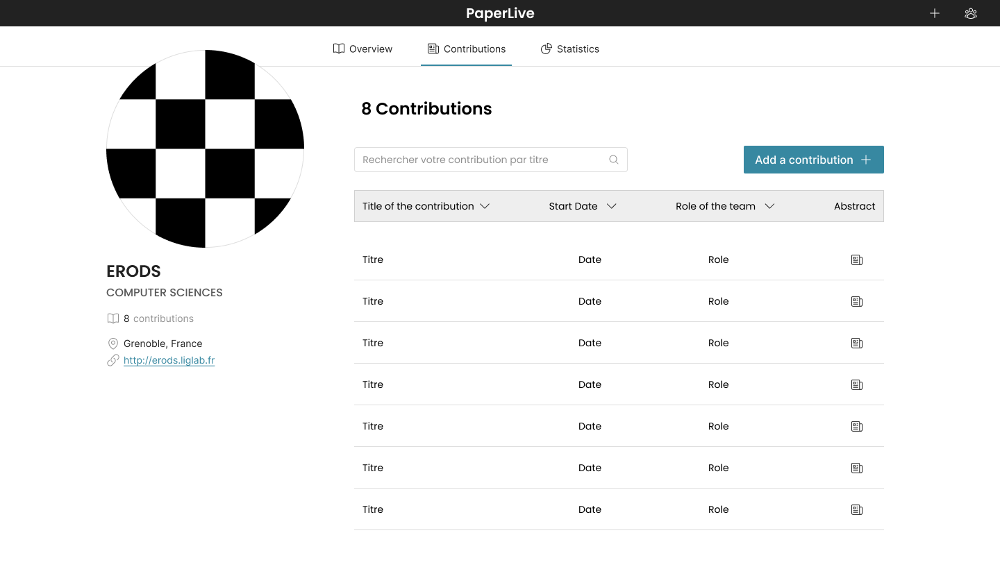 PaperLive
Overview Contributions Statistics
8 Contributions
Rechercher votre contribution par titre
Add a contribution
Title of the contribution Start Date Role of the team Abstract
Titre Date Role
Titre Date Role
Titre Date Role
Titre Date Role
Titre Date Role
Titre Date Role
Titre Date Role
ERODS
COMPUTER SCIENCES
8 contributions
Grenoble, France
http://erods.liglab.fr